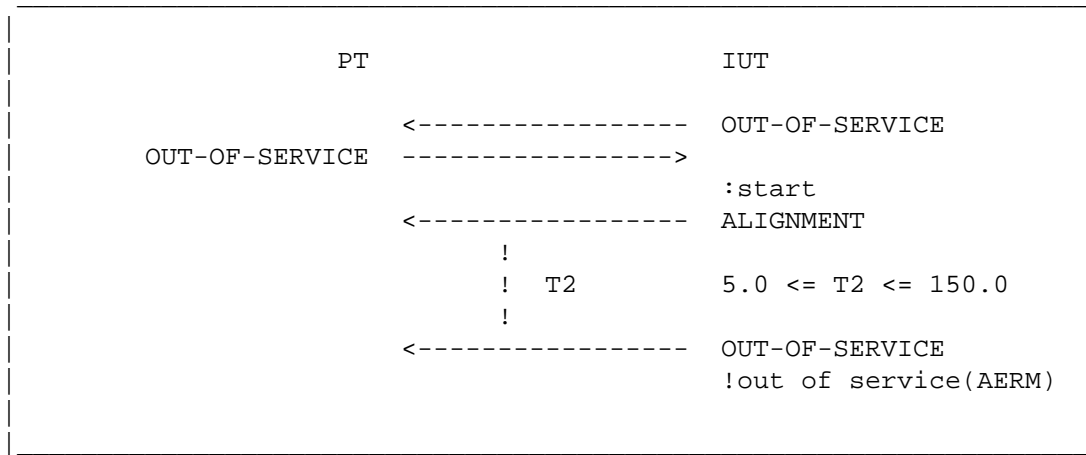 PT IUT
<----------------- OUT-OF-SERVICE
OUT-OF-SERVICE ----------------->
:start
<----------------- ALIGNMENT
!
! T2 5.0 <= T2 <= 150.0
!
<----------------- OUT-OF-SERVICE
!out of service(AERM)